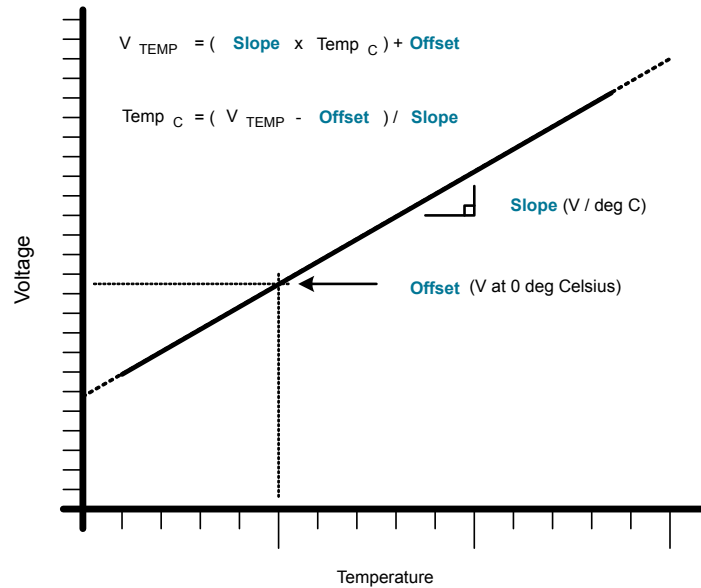 V TEMP = ( Slope x Temp C ) + Offset
Temp C = ( V TEMP - Offset ) / Slope
Slope (V / deg C)
Offset (V at 0 deg Celsius)
Voltage
Temperature